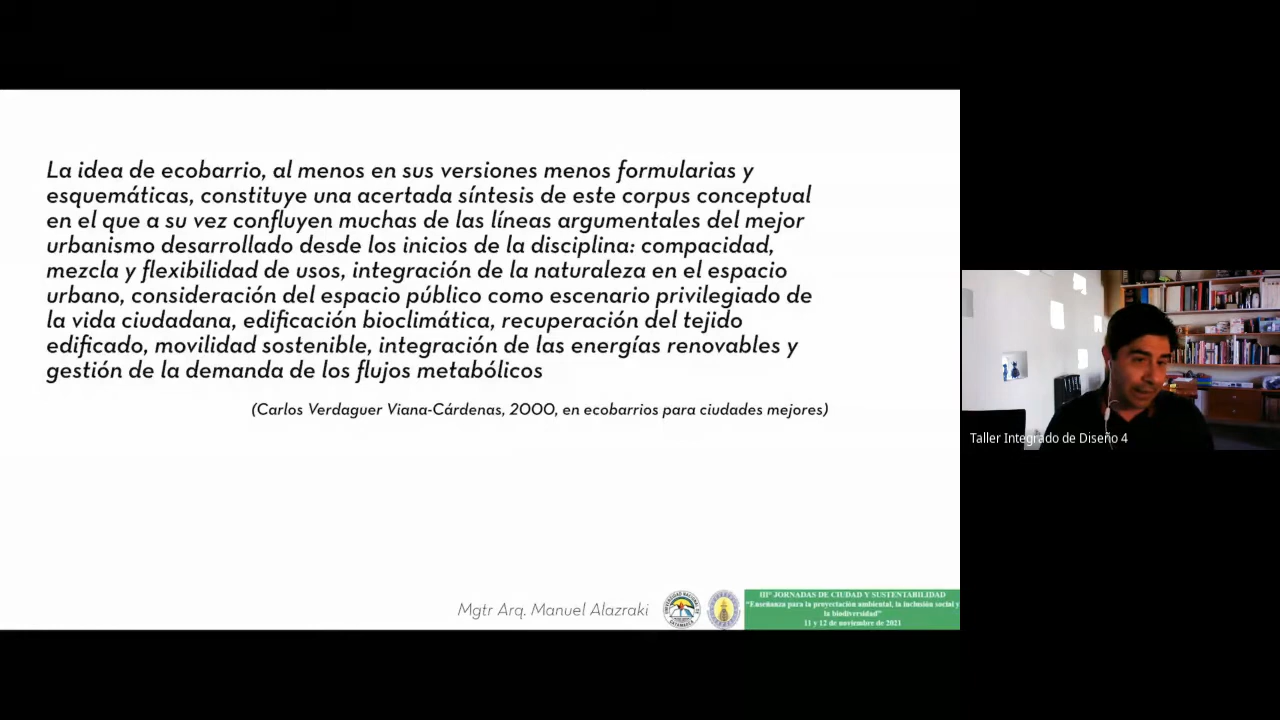 La idea de ecobarrio, al menos en sus versiones menos formularias y
esquemáticas, constituye una acertada síntesis de este corpus conceptual
en el que a su vez confluyen muchas de las líneas argumentales del mejor
urbanismo desarrollado desde los inicios de la disciplina: compacidad,
mezcla y flexibilidad de usos, integración de la naturaleza en el espacio
urbano, consideración del espacio público como escenario privilegiado de
la vida ciudadana, edificación bioclimática, recuperación del tejido
edificado, movilidad sostenible, integración de las energías renovables y
gestión de la demanda de los flujos metabólicos
(Carlos Verdaguer Viana-Cárdenas, 2000, en ecobarrios para ciudades mejores)
Taller Integrado de Diseño 4
Mgtr Arq. Manuel Alazraki
III° JORNADAS DE CIUDAD Y SUSTENTABILIDAD
"Enseñanza para la proyectación ambiental, la inclusión social y
la biodiversidad"
11 y 12 de noviembre de 2021